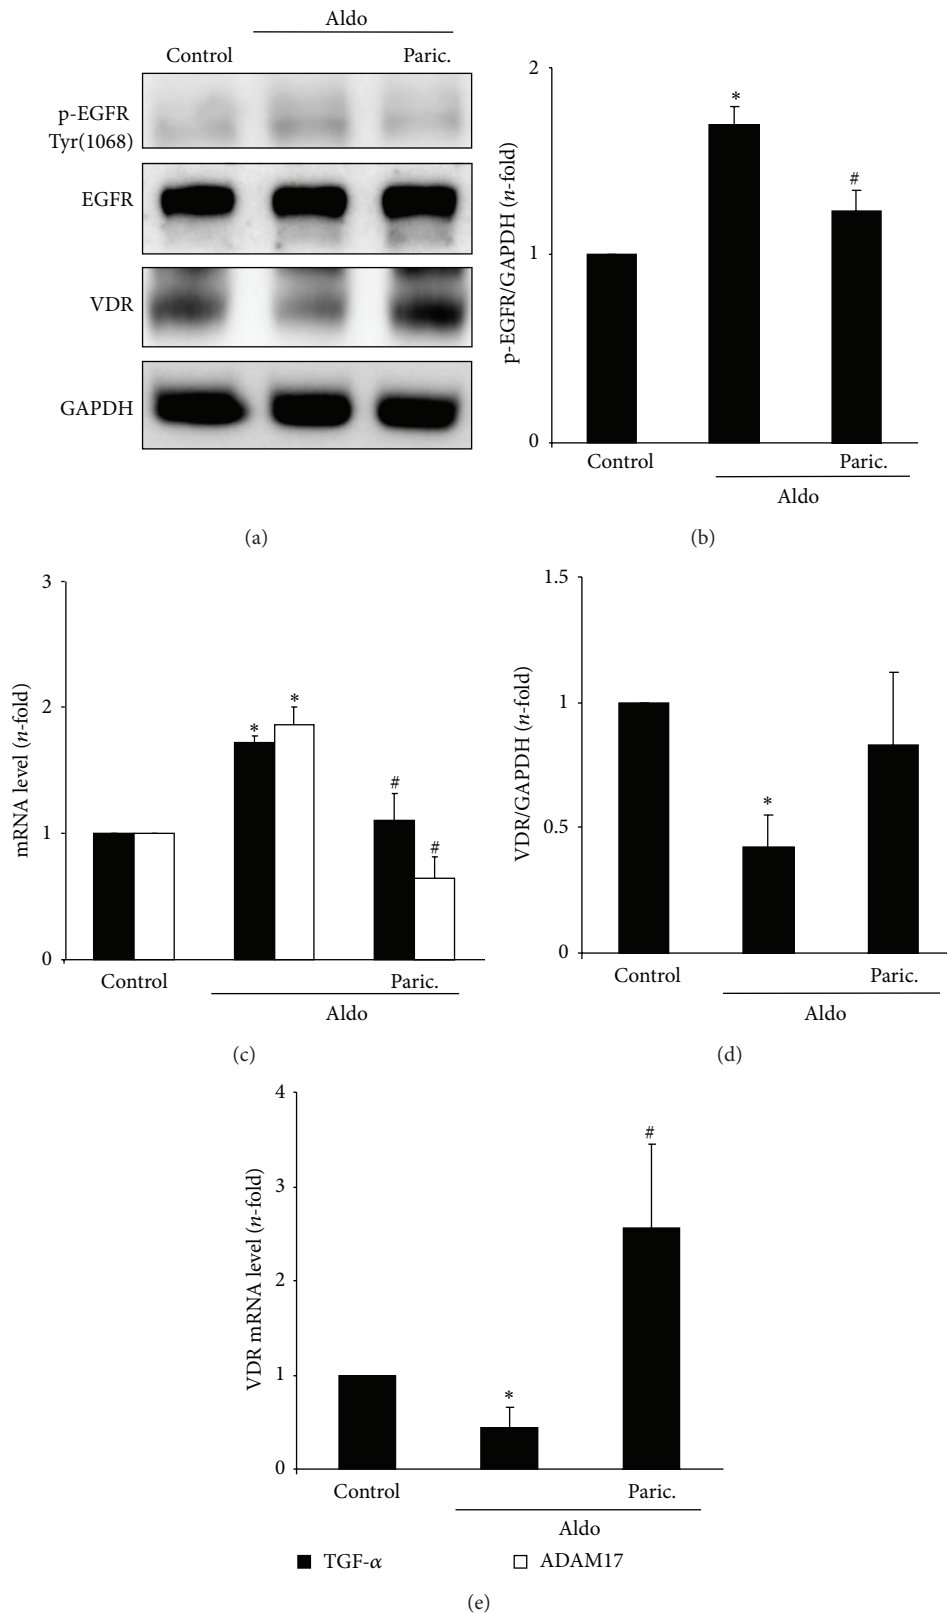 Aldo
Control Paric.
p-EGFR
Tyr(1068)
EGFR
VDR
GAPDH
(a)
2
1
0
p-EGFR/GAPDH (n-fold)
*
#
Control Paric.
Aldo
(b)
3
2
1
0
mRNA level (n-fold)
*
*
#
#
Control Paric.
Aldo
(c)
1.5
1
0.5
0
VDR/GAPDH (n-fold)
*
Control Paric.
Aldo
(d)
4
3
2
1
0
VDR mRNA level (n-fold)
*
#
Control Paric.
Aldo
TGF-α ADAM17
(e)